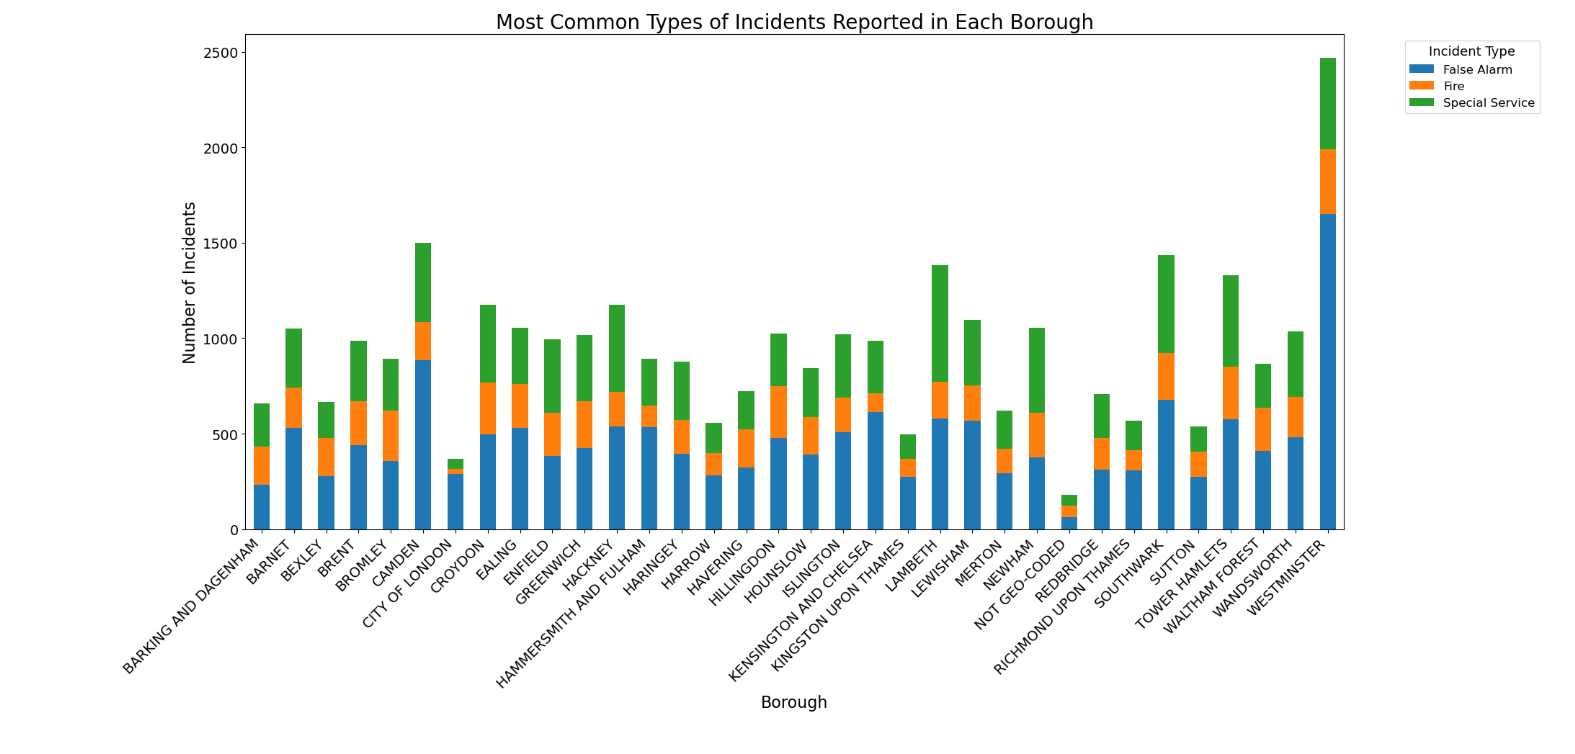 Most Common Types of Incidents Reported in Each Borough
Incident Type
False Alarm
Fire
Special Service
Number of Incidents
2500
2000
1500
1000
500
0
BARKING AND DAGENHAM
BARNET
BEXLEY
BRENT
BROMLEY
CAMDEN
CITY OF LONDON
CROYDON
EALING
ENFIELD
GREENWICH
HACKNEY
HAMMERSMITH AND FULHAM
HARINGEY
HARROW
HAVERING
HILLINGDON
HOUNSLOW
ISLINGTON
KENSINGTON AND CHELSEA
KINGSTON UPON THAMES
LAMBETH
LEWISHAM
MERTON
NEWHAM
NOT GEO-CODED
REDBRIDGE
RICHMOND UPON THAMES
SOUTHWARK
SUTTON
TOWER HAMLETS
WALTHAM FOREST
WANDSWORTH
WESTMINSTER
Borough